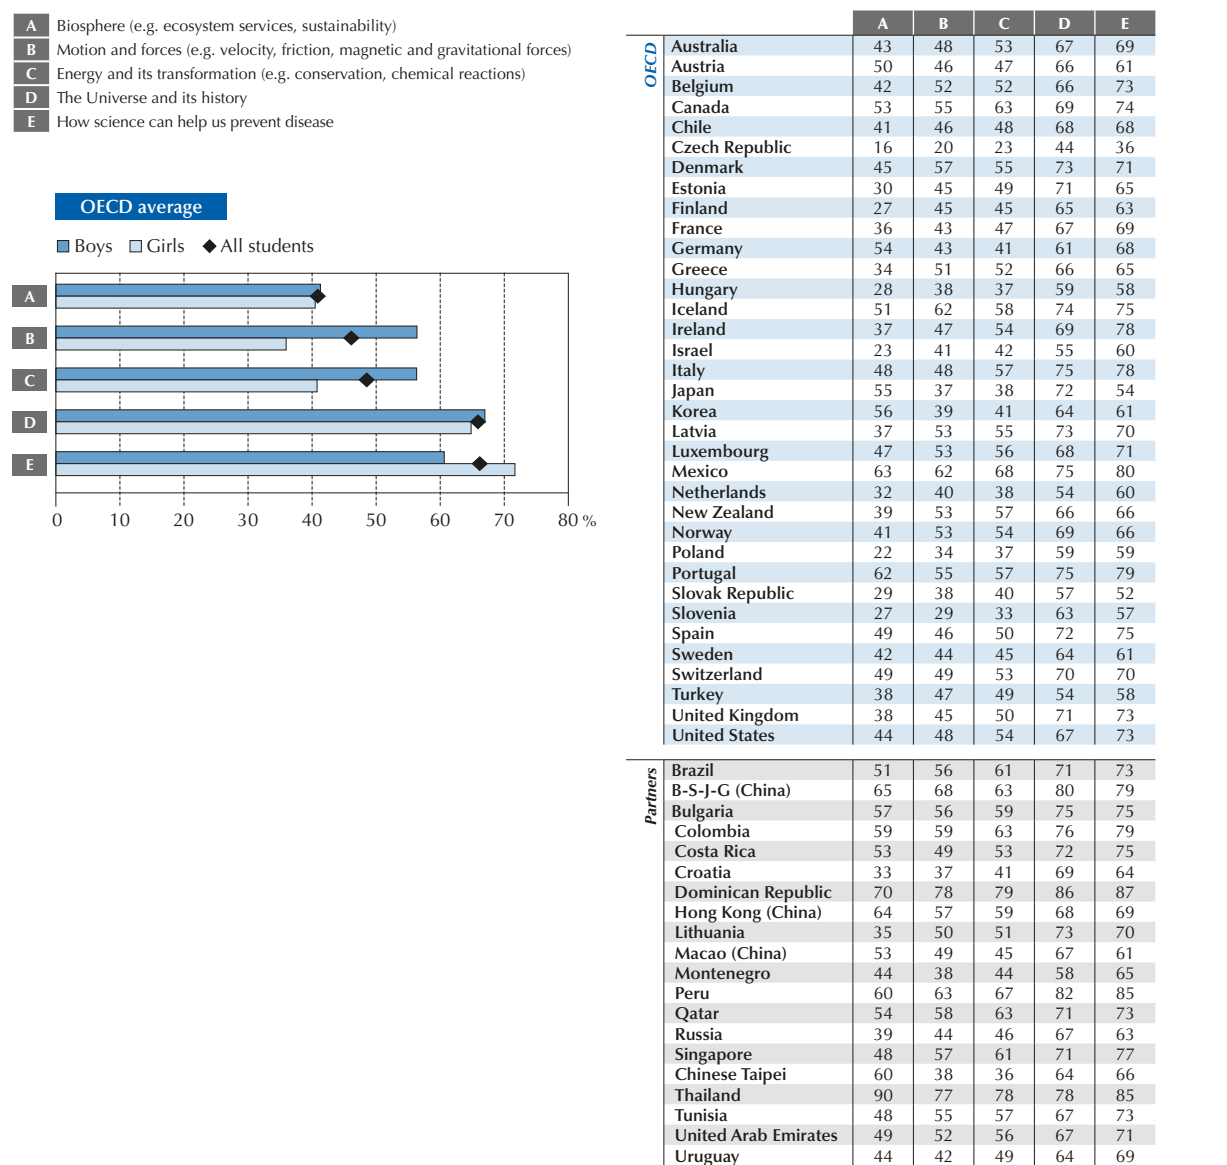 A Biosphere (e.g. ecosystem services, sustainability)
B Motion and forces (e.g. velocity, friction, magnetic and gravitational forces)
C Energy and its transformation (e.g. conservation, chemical reactions)
D The Universe and its history
E How science can help us prevent disease
OECD average
Boys Girls All students
A
B
C
D
E
0 10 20 30 40 50 60 70 80 %
A B C D E
OECD
Australia 43 48 53 67 69
Austria 50 46 47 66 61
Belgium 42 52 52 66 73
Canada 53 55 63 69 74
Chile 41 46 48 68 68
Czech Republic 16 20 23 44 36
Denmark 45 57 55 73 71
Estonia 30 45 49 71 65
Finland 27 45 45 65 63
France 36 43 47 67 69
Germany 54 43 41 61 68
Greece 34 51 52 66 65
Hungary 28 38 37 59 58
Iceland 51 62 58 74 75
Ireland 37 47 54 69 78
Israel 23 41 42 55 60
Italy 48 48 57 75 78
Japan 55 37 38 72 54
Korea 56 39 41 64 61
Latvia 37 53 55 73 70
Luxembourg 47 53 56 68 71
Mexico 63 62 68 75 80
Netherlands 32 40 38 54 60
New Zealand 39 53 57 66 66
Norway 41 53 54 69 66
Poland 22 34 37 59 59
Portugal 62 55 57 75 79
Slovak Republic 29 38 40 57 52
Slovenia 27 29 33 63 57
Spain 49 46 50 72 75
Sweden 42 44 45 64 61
Switzerland 49 49 53 70 70
Turkey 38 47 49 54 58
United Kingdom 38 45 50 71 73
United States 44 48 54 67 73
Partners
Brazil 51 56 61 71 73
B-S-J-G (China) 65 68 63 80 79
Bulgaria 57 56 59 75 75
Colombia 59 59 63 76 79
Costa Rica 53 49 53 72 75
Croatia 33 37 41 69 64
Dominican Republic 70 78 79 86 87
Hong Kong (China) 64 57 59 68 69
Lithuania 35 50 51 73 70
Macao (China) 53 49 45 67 61
Montenegro 44 38 44 58 65
Peru 60 63 67 82 85
Qatar 54 58 63 71 73
Russia 39 44 46 67 63
Singapore 48 57 61 71 77
Chinese Taipei 60 38 36 64 66
Thailand 90 77 78 78 85
Tunisia 48 55 57 67 73
United Arab Emirates 49 52 56 67 71
Uruguay 44 42 49 64 69